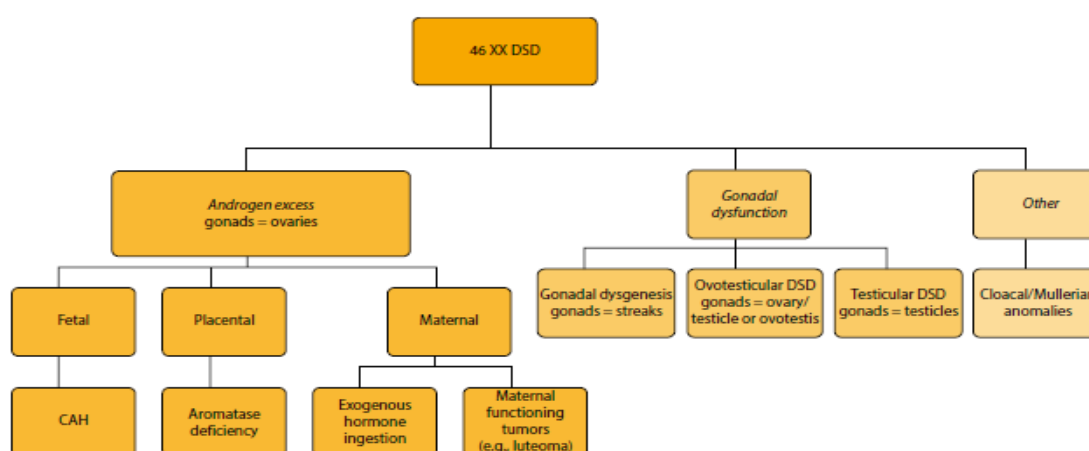 46 XX DSD
Androgen excess
gonads = ovaries
Gonadal
dysfunction
Other
Fetal
Placental
Maternal
Gonadal dysgenesis
gonads = streaks
Ovotesticular DSD
gonads = ovary/
testicle or ovotestis
Testicular DSD
gonads = testicles
Cloacal/Mullerian
anomalies
CAH
Aromatase
deficiency
Exogenous
hormone
ingestion
Maternal
functioning
tumors
(e.g., luteoma)